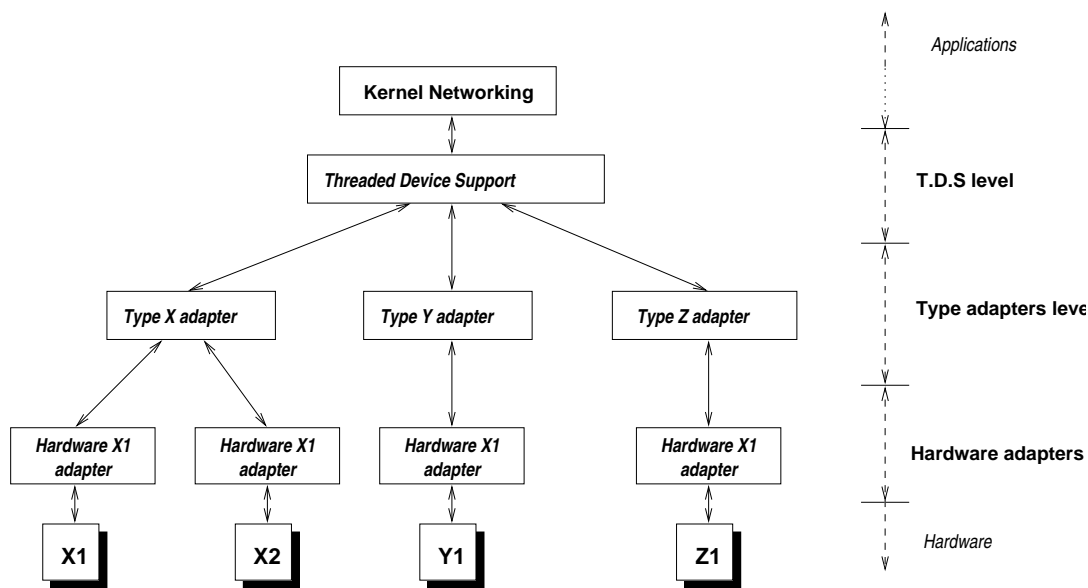 Applications
Kernel Networking
Threaded Device Support
T.D.S level
Type X adapter
Type Y adapter
Type Z adapter
Type adapters leve
Hardware X1
adapter
Hardware X1
adapter
Hardware X1
adapter
Hardware X1
adapter
Hardware adapters
X1
X2
Y1
Z1
Hardware